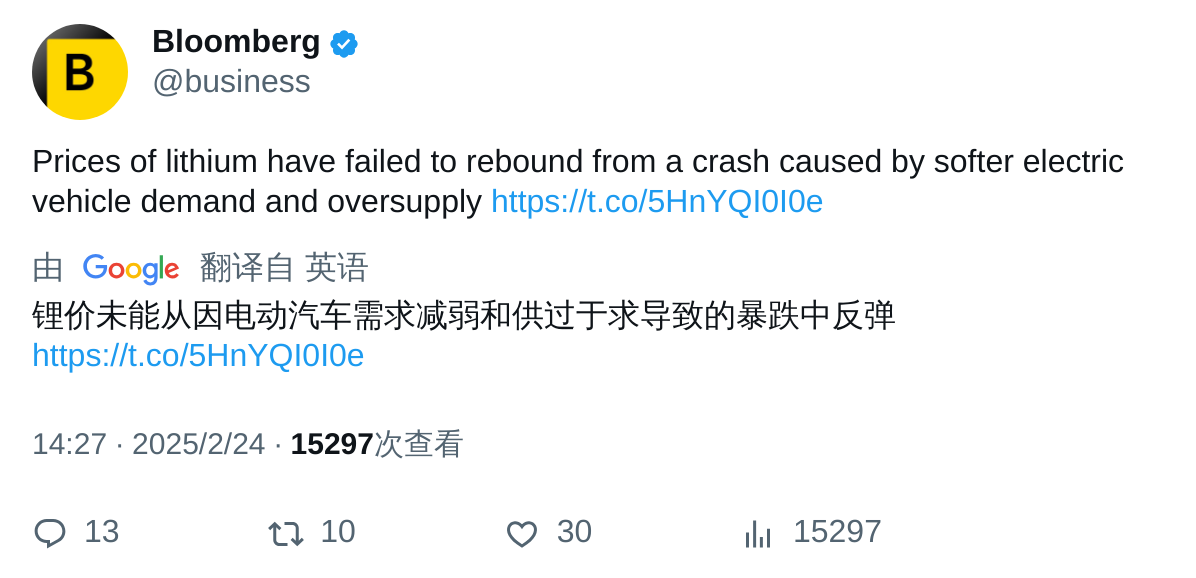 B
Bloomberg
@business
Prices of lithium have failed to rebound from a crash caused by softer electric
vehicle demand and oversupply https://t.co/5HnYQI0I0e
由 Google 翻译自 英语
锂价未能从因电动汽车需求减弱和供过于求导致的暴跌中反弹
https://t.co/5HnYQI0I0e
14:27 · 2025/2/24 · 15297次查看
13 10 30 15297